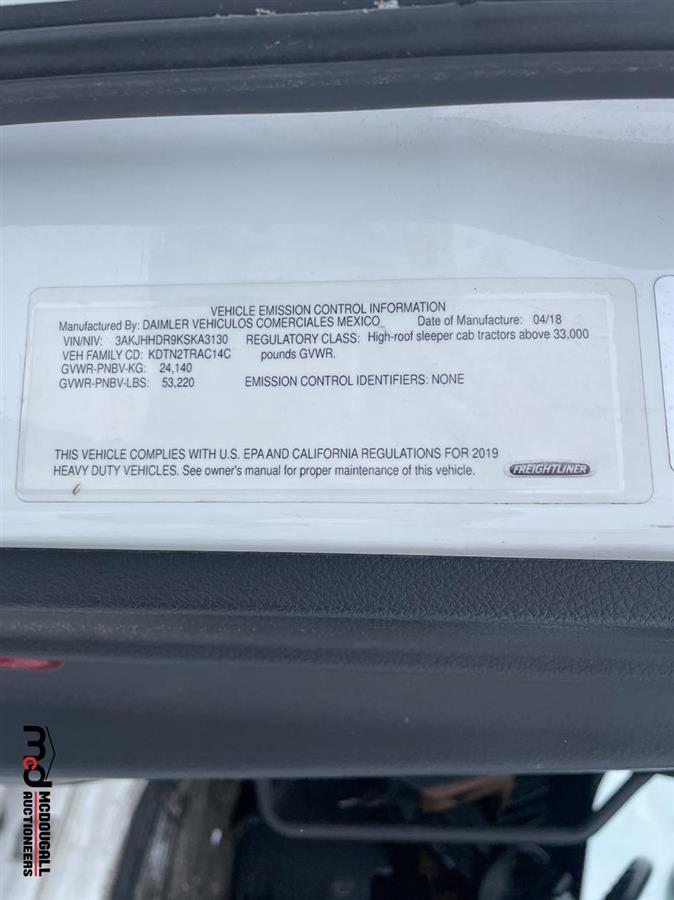 VEHICLE EMISSION CONTROL INFORMATION
Manufactured By: DAIMLER VEHICULOS COMERCIALES MEXICO Date of Manufacture: 04/18
VIN/NIV: 3AKJHHDR9KSKA3130 REGULATORY CLASS: High-roof sleeper cab tractors above 33,000
VEH FAMILY CD: KDTN2TRAC14C pounds GVWR.
GVWR-PNBV-KG: 24,140
GVWR-PNBV-LBS: 53,220 EMISSION CONTROL IDENTIFIERS: NONE
THIS VEHICLE COMPLIES WITH U.S. EPA AND CALIFORNIA REGULATIONS FOR 2019
HEAVY DUTY VEHICLES. See owner's manual for proper maintenance of this vehicle.
FREIGHTLINER
mcd
MCDOUGALL
AUCTIONEERS